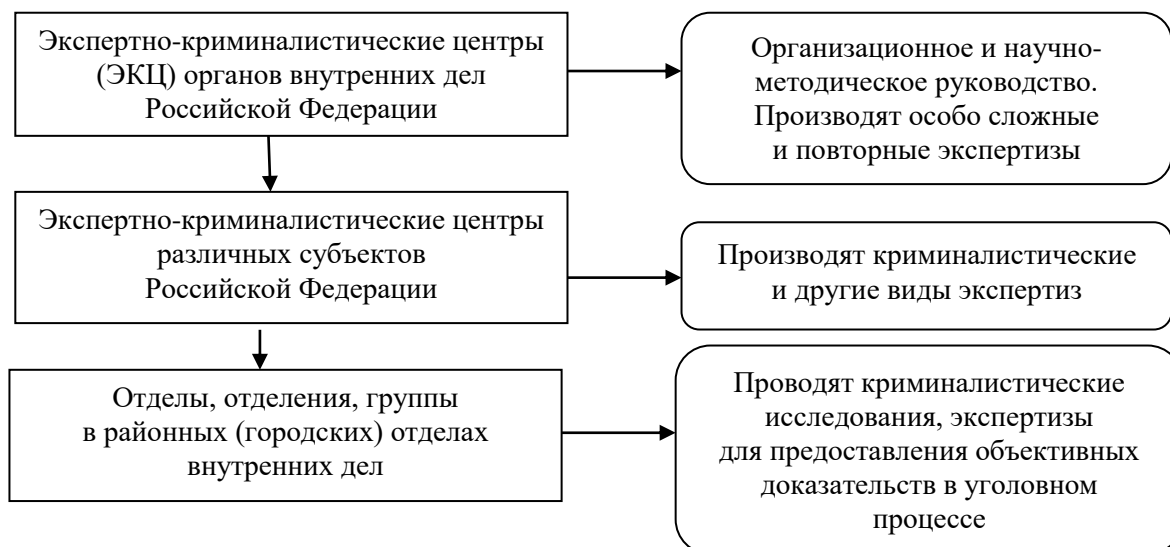 Экспертно-криминалистические центры
(ЭКЦ) органов внутренних дел
Российской Федерации
Организационное и научно-
методическое руководство.
Производят особо сложные
и повторные экспертизы
Экспертно-криминалистические центры
различных субъектов
Российской Федерации
Производят криминалистические
и другие виды экспертиз
Отделы, отделения, группы
в районных (городских) отделах
внутренних дел
Проводят криминалистические
исследования, экспертизы
для предоставления объективных
доказательств в уголовном
процессе